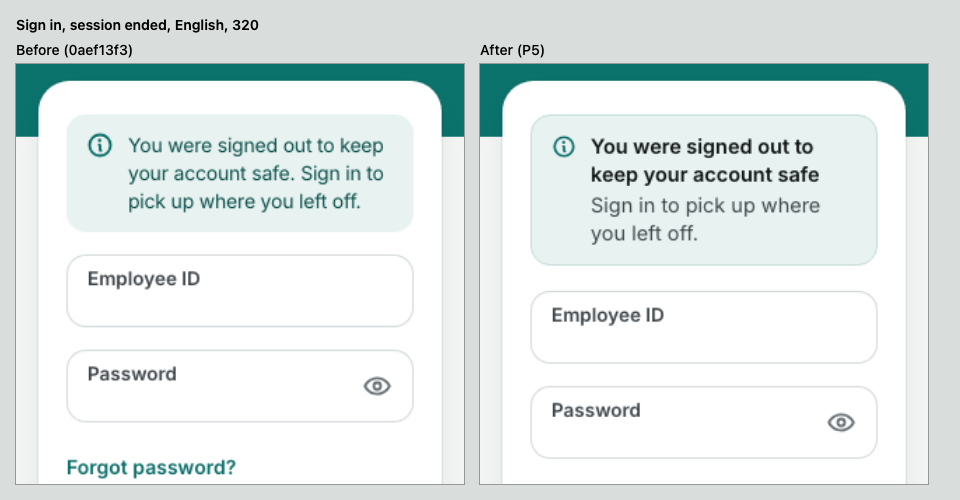 Sign in, session ended, English, 320
Before (0aef13f3)
You were signed out to keep
your account safe. Sign in to
pick up where you left off.
Employee ID
Password
Forgot password?
After (P5)
You were signed out to
keep your account safe
Sign in to pick up where
you left off.
Employee ID
Password